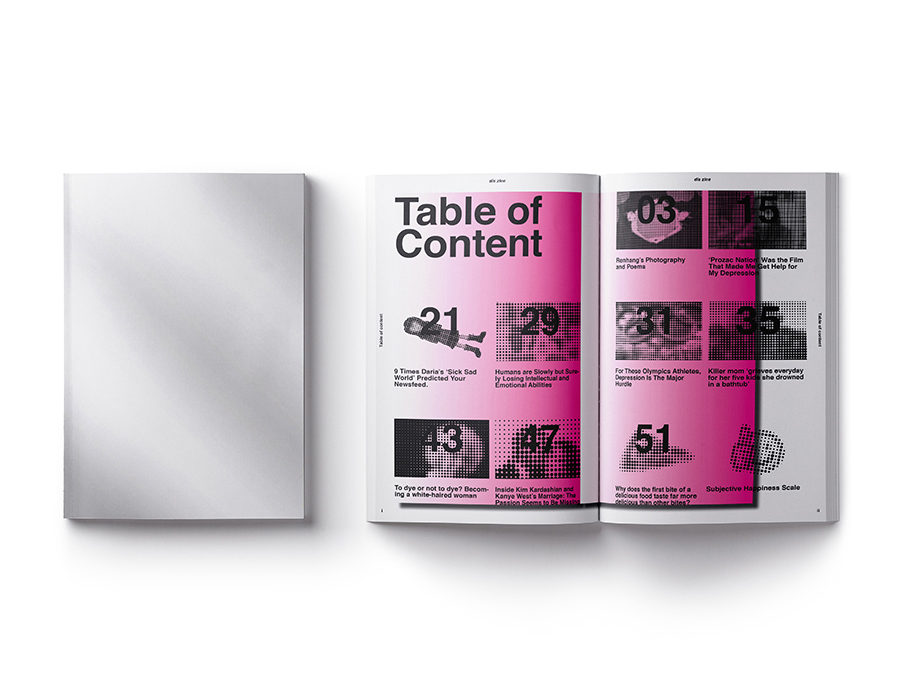 dis zine
Table of
Content
Table of content
21
9 Times Daria's 'Sick Sad
World' Predicted Your
Newsfeed.
29
Humans are Slowly but Sure-
ly Losing Intellectual and
Emotional Abilities
43
To dye or not to dye? Becom-
ing a white-haired woman
47
Inside Kim Kardashian and
Kanye West's Marriage: The
Passion Seems to Be Missing
dis zine
03
Renhang's Photography
and Poems
15
'Prozac Nation' Was the Film
That Made Me Get Help for
My Depression
31
For These Olympics Athletes,
Depression Is The Major
Hurdle
35
Killer mom 'grieves everyday
for her five kids she drowned
in a bathtub'
51
Why does the first bite of a
delicious food taste far more
delicious than other bites?
Subjective Happiness Scale
Table of content